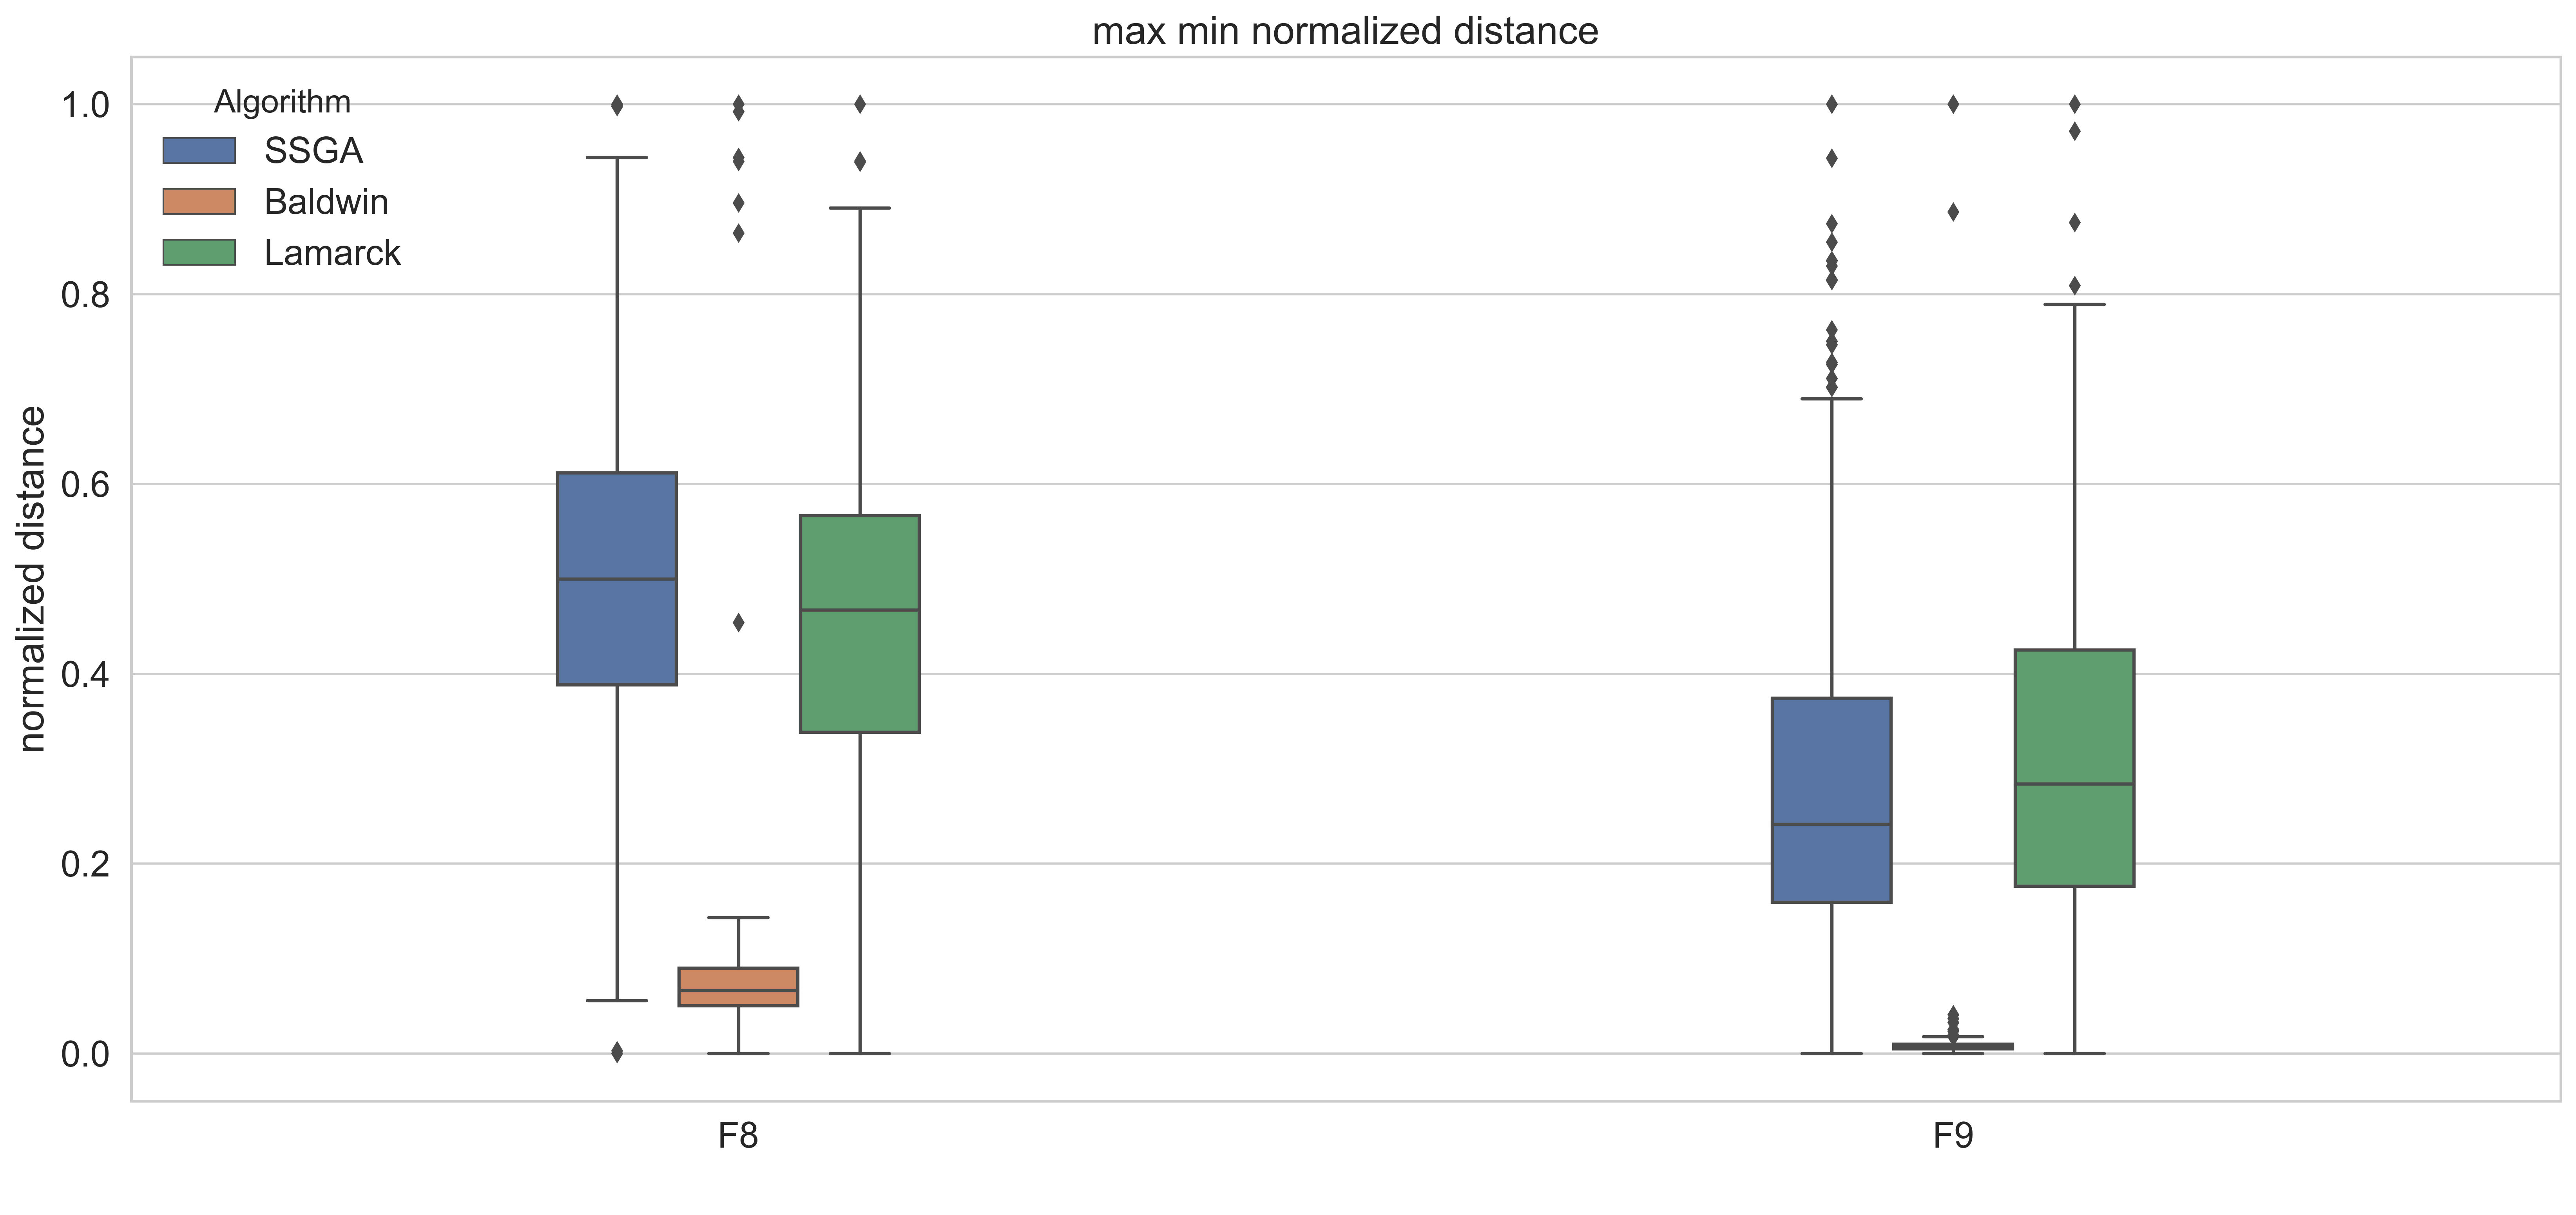 max min normalized distance
Algorithm
SSGA
Baldwin
Lamarck
normalized distance
1.0
0.8
0.6
0.4
0.2
0.0
F8
F9